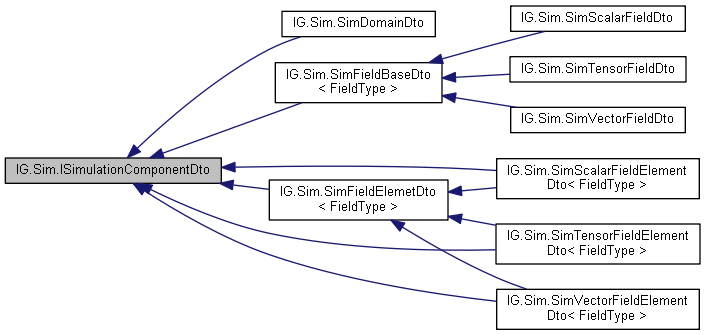 IG.Sim.ISimulationComponentDto
IG.Sim.SimDomainDto
IG.Sim.SimFieldBaseDto
< FieldType >
IG.Sim.SimFieldElemetDto
< FieldType >
IG.Sim.SimScalarFieldDto
IG.Sim.SimTensorFieldDto
IG.Sim.SimVectorFieldDto
IG.Sim.SimScalarFieldElement
Dto< FieldType >
IG.Sim.SimTensorFieldElement
Dto< FieldType >
IG.Sim.SimVectorFieldElement
Dto< FieldType >